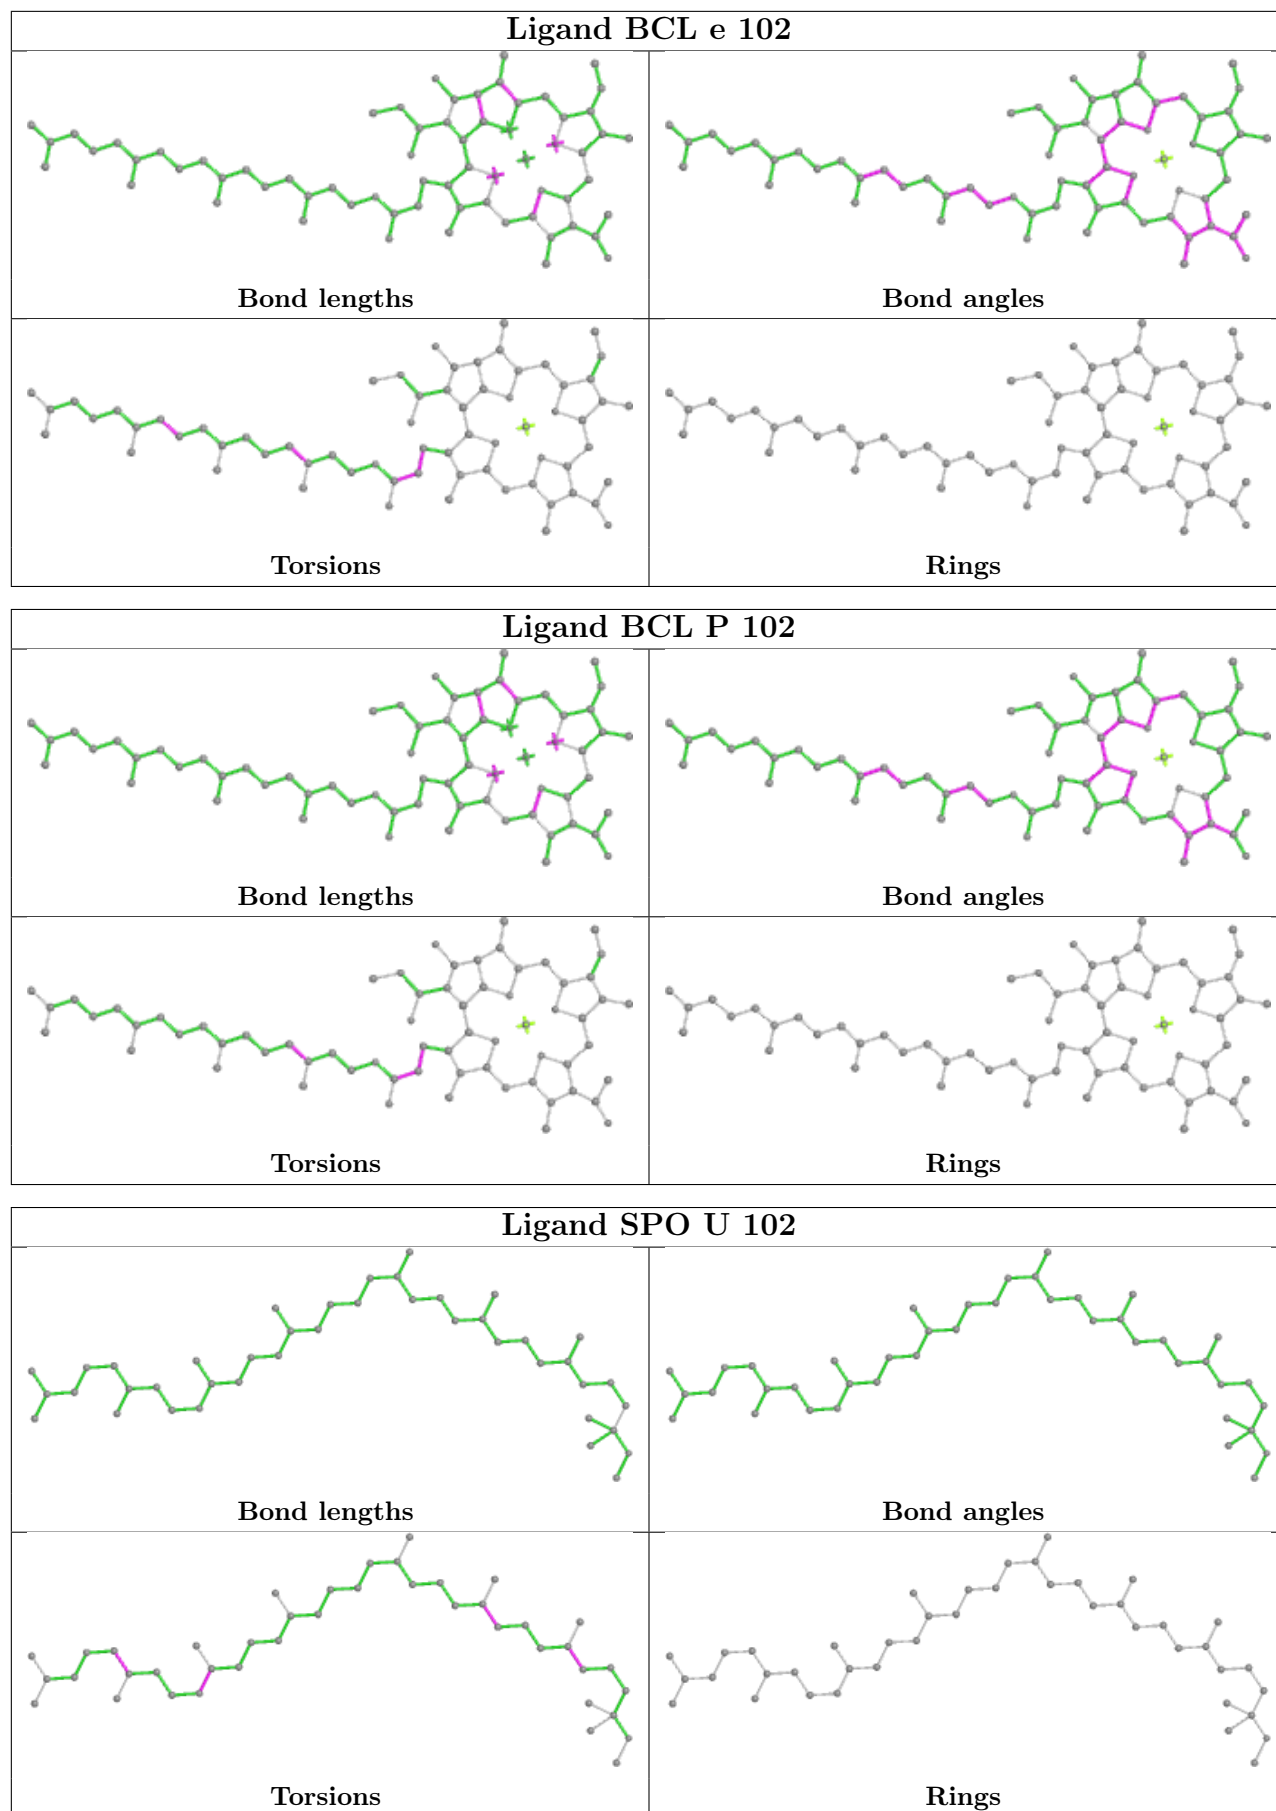 Ligand BCL e 102
Bond lengths
Bond angles
Torsions
Rings
Ligand BCL P 102
Bond lengths
Bond angles
Torsions
Rings
Ligand SPO U 102
Bond lengths
Bond angles
Torsions
Rings